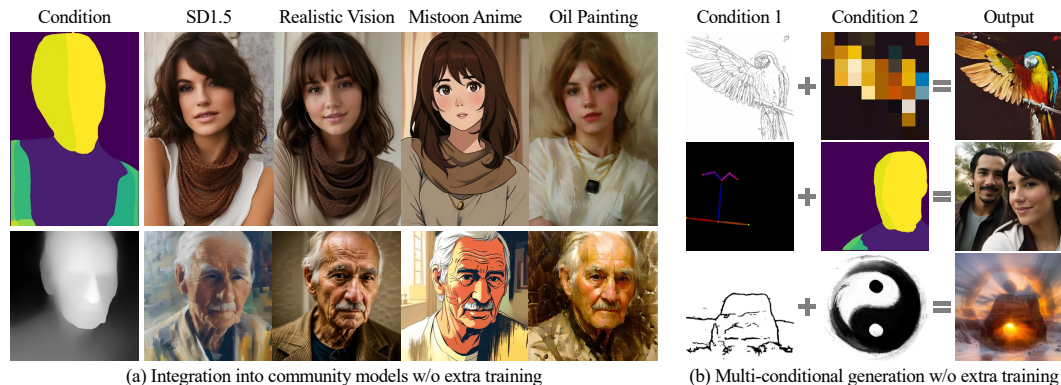 Condition SD1.5 Realistic Vision Mistoon Anime Oil Painting Condition 1 Condition 2 Output
(a) Integration into community models w/o extra training
(b) Multi-conditional generation w/o extra training